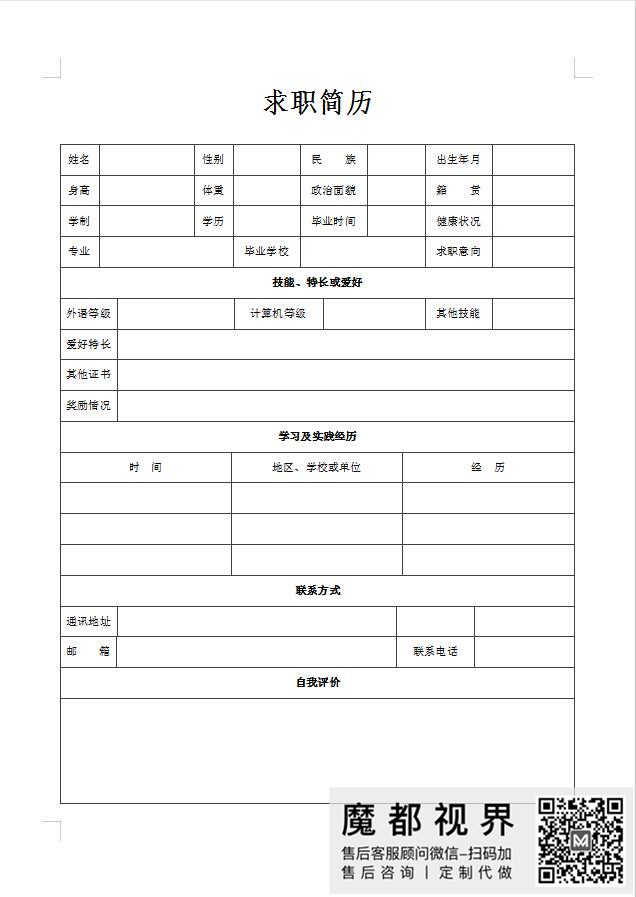 求职简历
姓名 性别 民 族 出生年月
身高 体重 政治面貌 籍 贯
学制 学历 毕业时间 健康状况
专业 毕业学校 求职意向
技能、特长或爱好
外语等级 计算机等级 其他技能
爱好特长
其他证书
奖励情况
学习及实践经历
时 间 地区、学校或单位 经 历
联系方式
通讯地址
邮 箱 联系电话
自我评价
魔都视界
售后客服顾问微信-扫码加
售后咨询丨定制代做
M